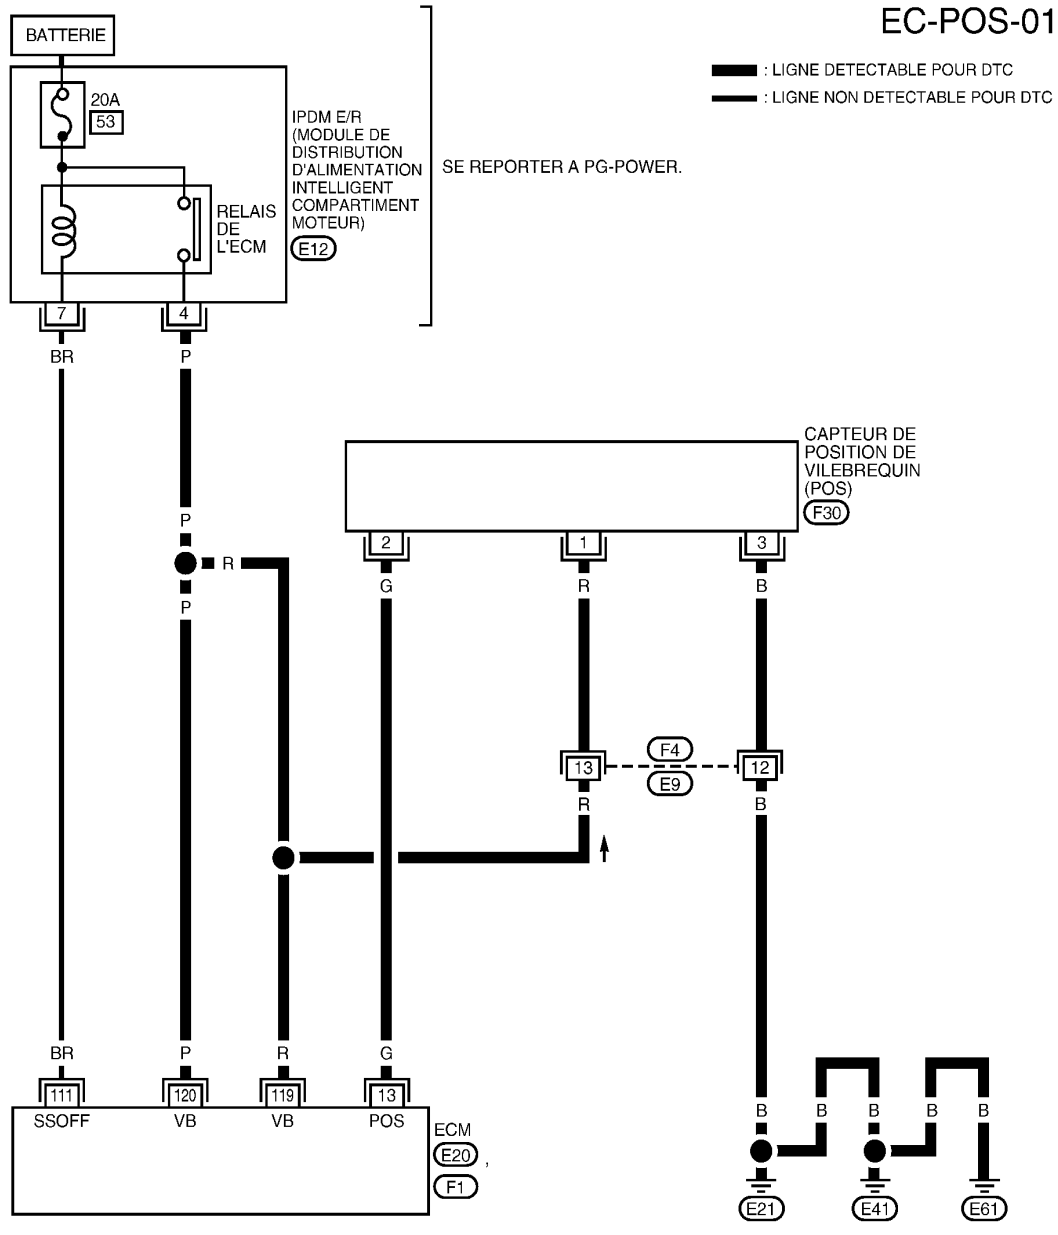 EC-POS-01
BATTERIE
: LIGNE DETECTABLE POUR DTC
: LIGNE NON DETECTABLE POUR DTC
20A
53
IPDM E/R
(MODULE DE
DISTRIBUTION
D'ALIMENTATION
INTELLIGENT
COMPARTIMENT
MOTEUR)
E12
SE REPORTER A PG-POWER.
RELAIS
DE
L'ECM
7 4
BR P
CAPTEUR DE
POSITION DE
VILEBREQUIN
(POS)
F30
P
2 1 3
R
G R B
P
F4
13 12
E9
R B
BR P R G
111 120 119 13
SSOFF VB VB POS
ECM
E20 ,
F1
B B B B B
E21 E41 E61